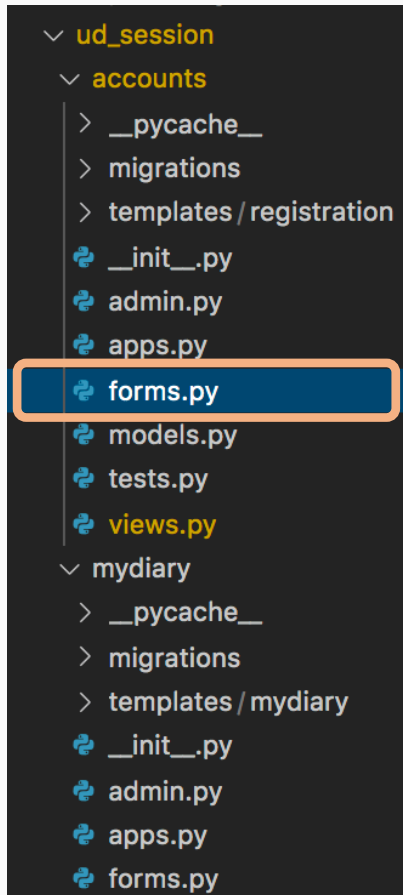 ud_session
accounts
__pycache__
migrations
templates / registration
__init__.py
admin.py
apps.py
forms.py
models.py
tests.py
views.py
mydiary
__pycache__
migrations
templates / mydiary
__init__.py
admin.py
apps.py
forms.py